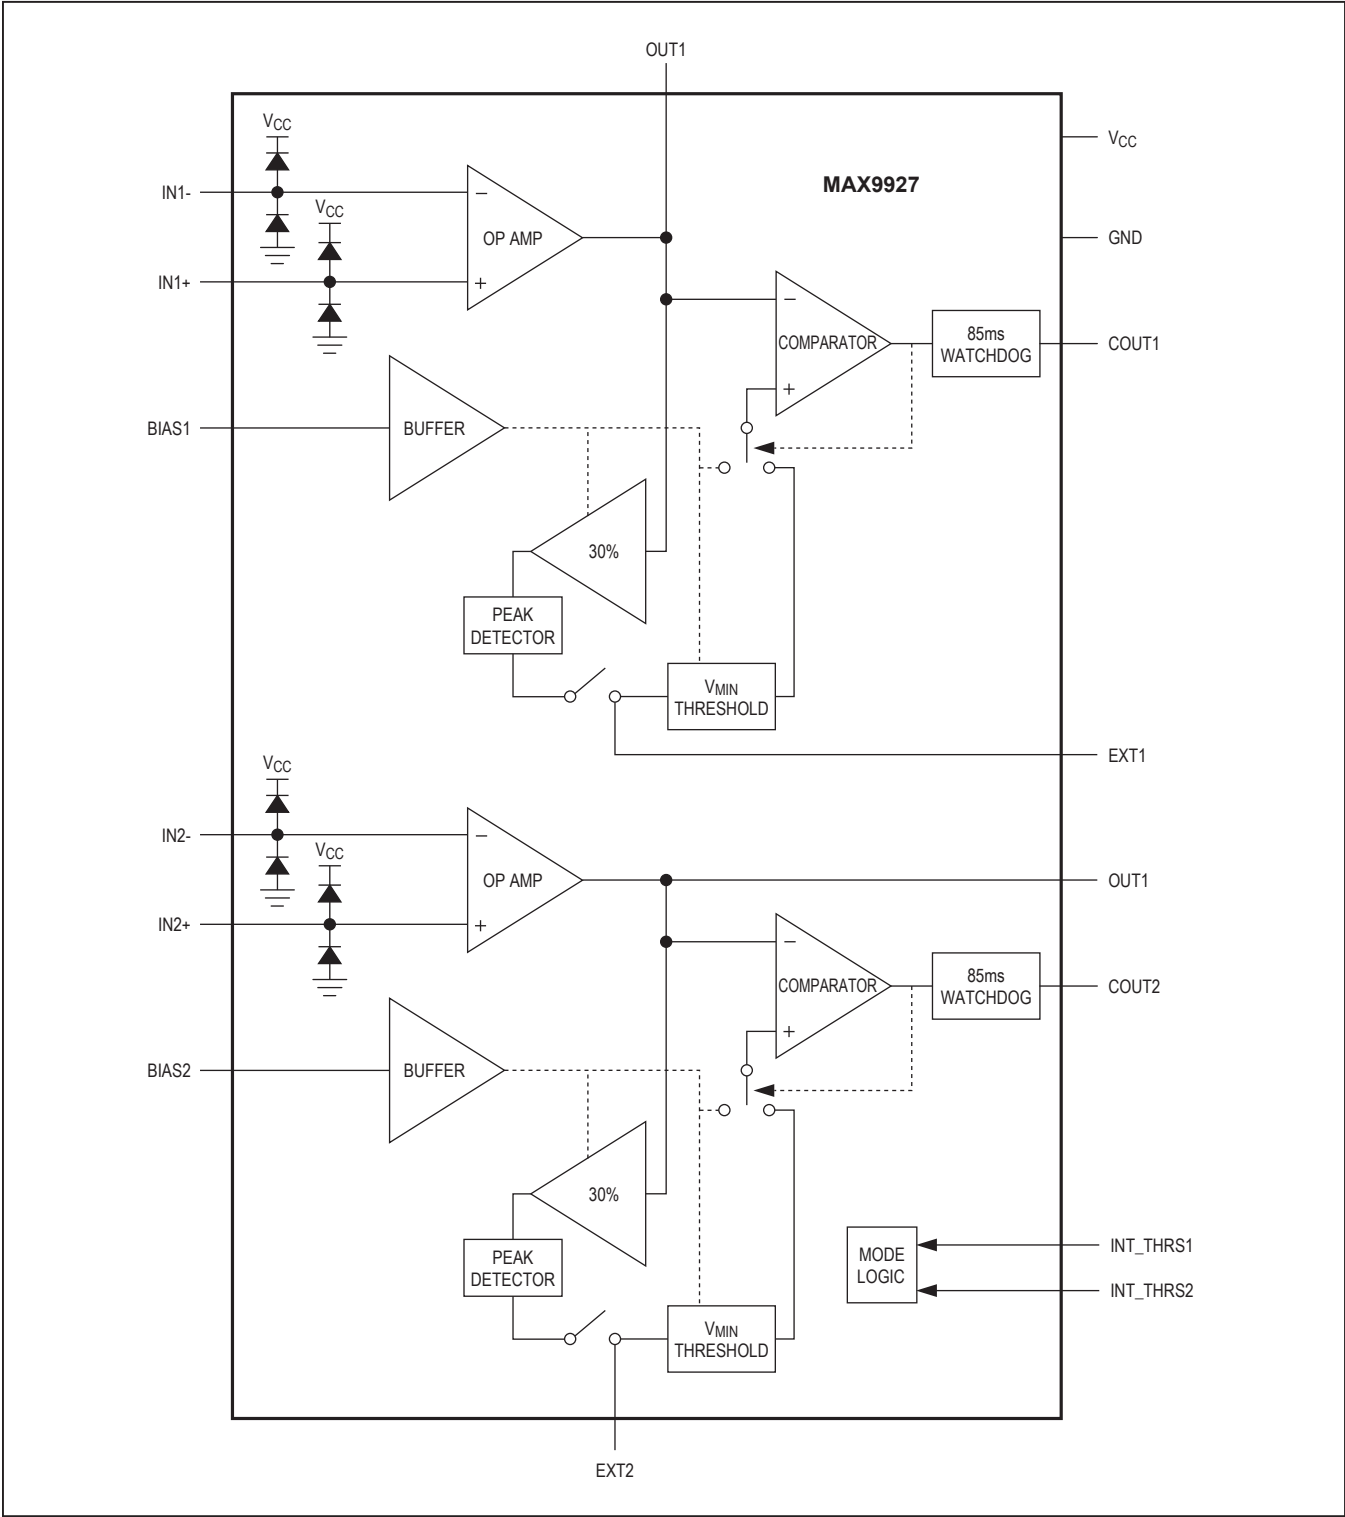 OUT1
VCC
VCC
IN1-
MAX9927
VCC
−
OP AMP
GND
IN1+
+
−
COMPARATOR
85ms
WATCHDOG
COUT1
+
BIAS1
BUFFER
30%
PEAK
DETECTOR
VMIN
THRESHOLD
EXT1
VCC
IN2-
−
VCC
OP AMP
OUT1
IN2+
+
−
COMPARATOR
85ms
WATCHDOG
COUT2
+
BIAS2
BUFFER
30%
PEAK
DETECTOR
MODE
LOGIC
INT_THRS1
INT_THRS2
VMIN
THRESHOLD
EXT2